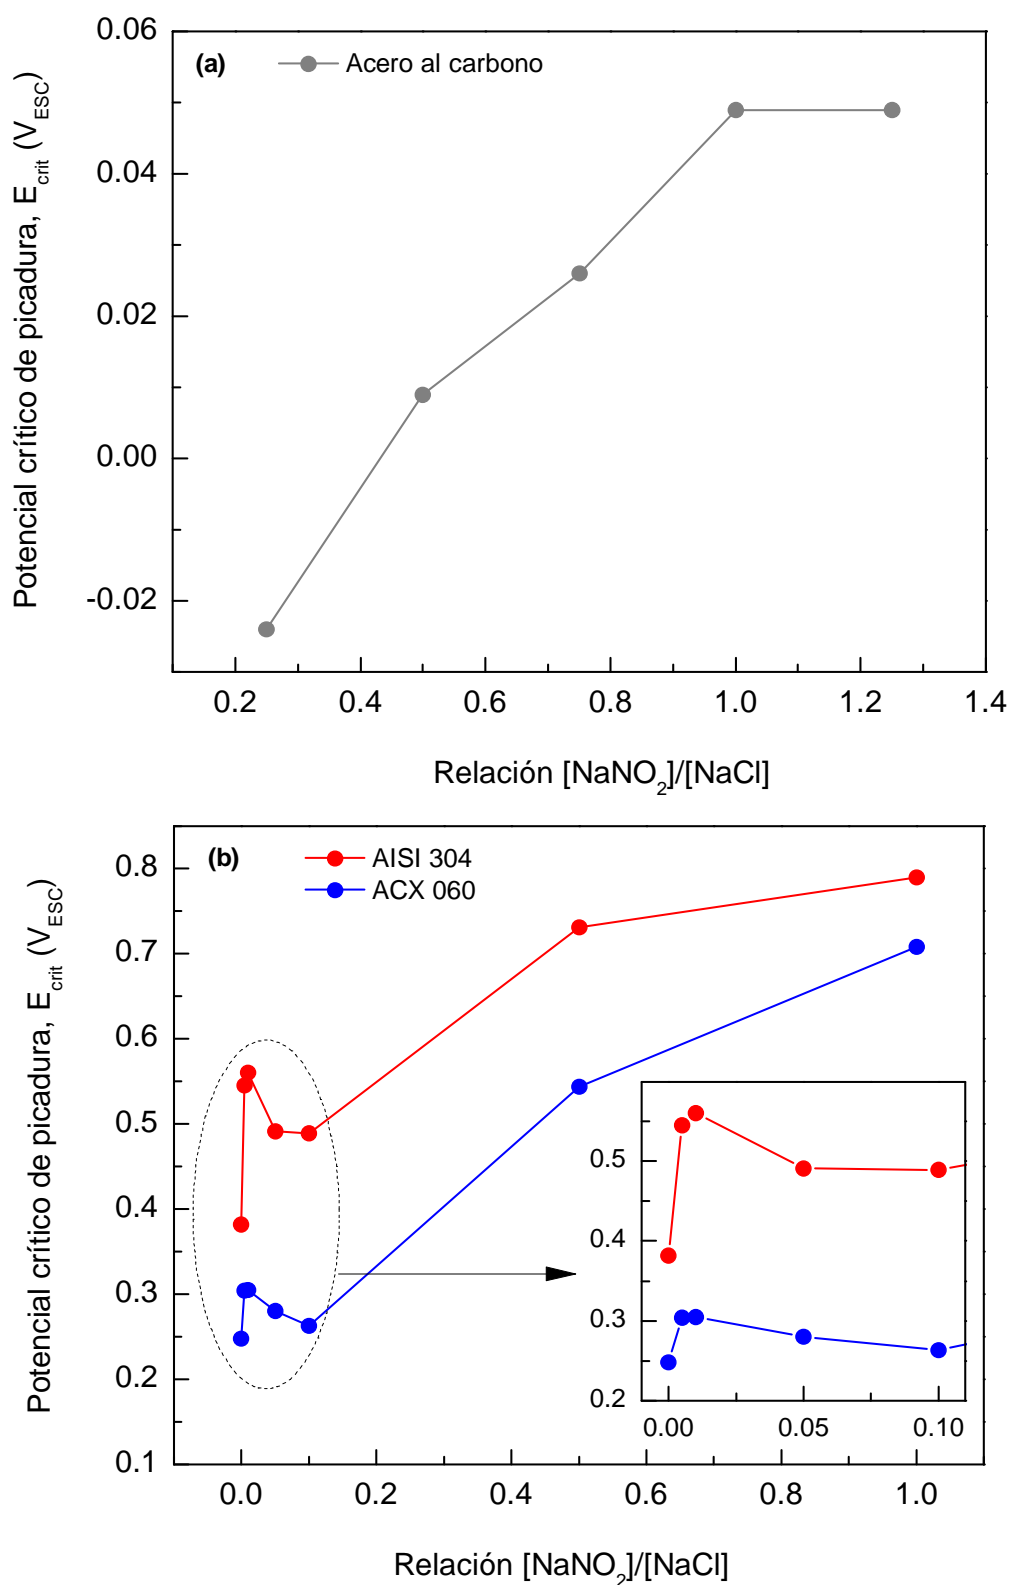 (a)
Acero al carbono
Potencial crítico de picadura, E_crit (V_ESC)
0.06
0.04
0.02
0.00
-0.02
0.2 0.4 0.6 0.8 1.0 1.2 1.4
Relación [NaNO₂]/[NaCl]
(b)
AISI 304
ACX 060
Potencial crítico de picadura, E_crit (V_ESC)
0.8
0.7
0.6
0.5
0.4
0.3
0.2
0.1
0.5
0.4
0.3
0.2
0.00 0.05 0.10
0.0 0.2 0.4 0.6 0.8 1.0
Relación [NaNO₂]/[NaCl]